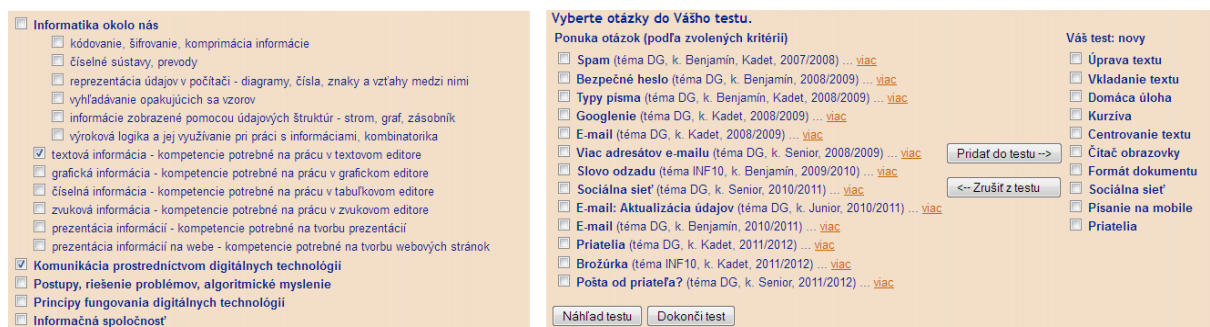 Informatika okolo nás
kódovanie, šifrovanie, komprimácia informácie
číselné sústavy, prevody
reprezentácia údajov v počítači - diagramy, čísla, znaky a vzťahy medzi nimi
vyhľadávanie opakujúcich sa vzorov
informácie zobrazené pomocou údajových štruktúr - strom, graf, zásobník
výroková logika a jej využívanie pri práci s informáciami, kombinatorika
textová informácia - kompetencie potrebné na prácu v textovom editore
grafická informácia - kompetencie potrebné na prácu v grafickom editore
číselná informácia - kompetencie potrebné na prácu v tabuľkovom editore
zvuková informácia - kompetencie potrebné na prácu v zvukovom editore
prezentácia informácií - kompetencie potrebné na tvorbu prezentácií
prezentácia informácií na webe - kompetencie potrebné na tvorbu webových stránok
Komunikácia prostredníctvom digitálnych technológií
Postupy, riešenie problémov, algoritmické myslenie
Princípy fungovania digitálnych technológií
Informačná spoločnosť
Vyberte otázky do Vášho testu.
Ponuka otázok (podľa zvolených kritérií)
Spam (téma DG, k. Benjamín, Kadet, 2007/2008) ... viac
Bezpečné heslo (téma DG, k. Benjamín, 2008/2009) ... viac
Typy písma (téma DG, k. Benjamín, Kadet, 2008/2009) ... viac
Googlenie (téma DG, k. Kadet, 2008/2009) ... viac
E-mail (téma DG, k. Kadet, 2008/2009) ... viac
Viac adresátov e-mailu (téma DG, k. Senior, 2008/2009) ... viac
Slovo odzadu (téma INF10, k. Benjamín, 2009/2010) ... viac
Sociálna sieť (téma DG, k. Senior, 2010/2011) ... viac
E-mail: Aktualizácia údajov (téma DG, k. Junior, 2010/2011) ... viac
E-mail (téma DG, k. Benjamín, 2010/2011) ... viac
Priatelia (téma DG, k. Kadet, 2011/2012) ... viac
Brožúrka (téma INF10, k. Kadet, 2011/2012) ... viac
Pošta od priateľa? (téma DG, k. Senior, 2011/2012) ... viac
Náhľad testu Dokonči test
Pridať do testu -->
<-- Zrušiť z testu
Váš test: novy
Úprava textu
Vkladanie textu
Domáca úloha
Kurzíva
Centrovanie textu
Čítač obrazovky
Formát dokumentu
Sociálna sieť
Písanie na mobile
Priatelia